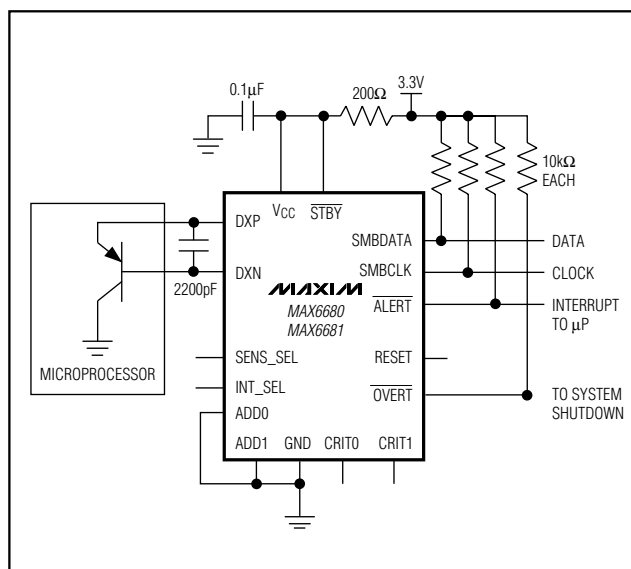 3.3V
0.1µF
200Ω
10kΩ
EACH
VCC
STBY
DXP
SMBDATA
DATA
DXN
SMBCLK
CLOCK
2200pF
MAXIM
MAX6680
MAX6681
ALERT
INTERRUPT
TO µP
MICROPROCESSOR
SENS_SEL
RESET
INT_SEL
OVERT
TO SYSTEM
SHUTDOWN
ADD0
ADD1
GND
CRIT0
CRIT1